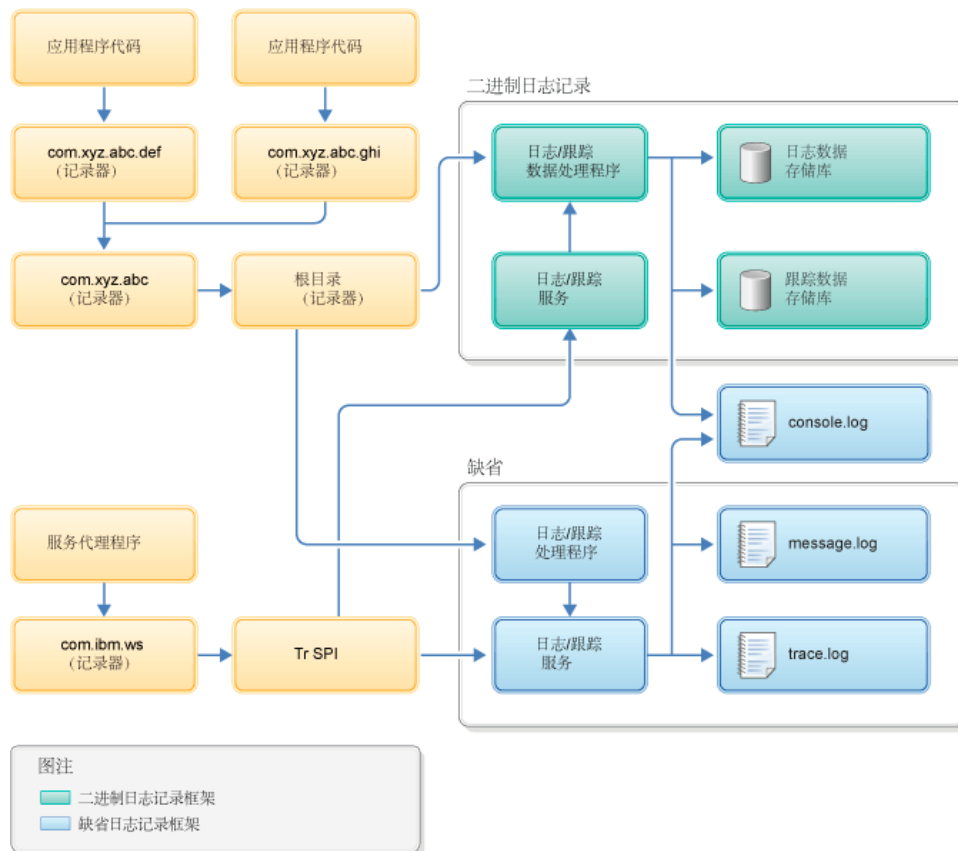 应用程序代码
应用程序代码
二进制日志记录
com.xyz.abc.def
（记录器）
com.xyz.abc.ghi
（记录器）
日志/跟踪
数据处理程序
日志数据
存储库
com.xyz.abc
（记录器）
根目录
（记录器）
日志/跟踪
服务
跟踪数据
存储库
console.log
缺省
服务代理程序
日志/跟踪
处理程序
message.log
com.ibm.ws
（记录器）
Tr SPI
日志/跟踪
服务
trace.log
图注
二进制日志记录框架
缺省日志记录框架